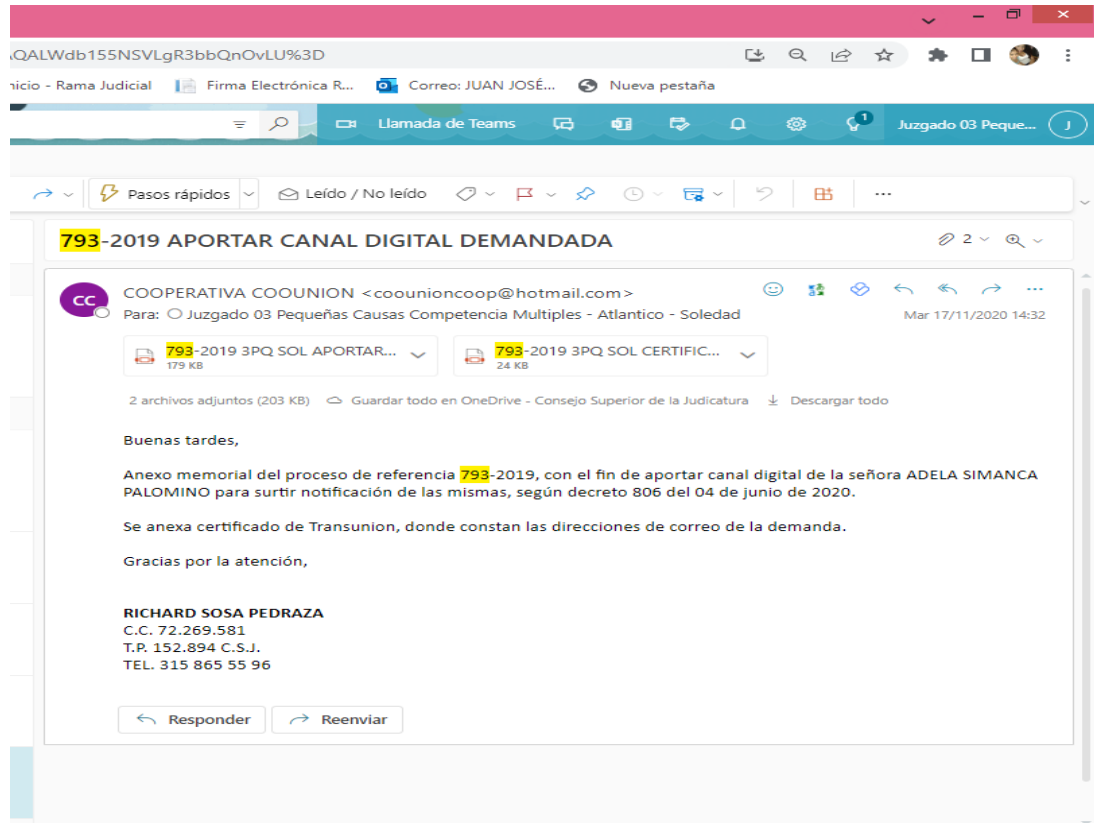 QALWdb155NSVLgR3bbQnOvLU%3D
nicio - Rama Judicial Firma Electrónica R... Correo: JUAN JOSÉ... Nueva pestaña
Llamada de Teams 1 Juzgado 03 Peque... J
Pasos rápidos Leído / No leído ...
793-2019 APORTAR CANAL DIGITAL DEMANDADA 2
CC COOPERATIVA COOUNION <coounioncoop@hotmail.com>
Para: Juzgado 03 Pequeñas Causas Competencia Multiples - Atlantico - Soledad Mar 17/11/2020 14:32
793-2019 3PQ SOL APORTAR... 793-2019 3PQ SOL CERTIFIC...
179 KB 24 KB
2 archivos adjuntos (203 KB) Guardar todo en OneDrive - Consejo Superior de la Judicatura Descargar todo
Buenas tardes,
Anexo memorial del proceso de referencia 793-2019, con el fin de aportar canal digital de la señora ADELA SIMANCA
PALOMINO para surtir notificación de las mismas, según decreto 806 del 04 de junio de 2020.
Se anexa certificado de Transunion, donde constan las direcciones de correo de la demanda.
Gracias por la atención,
RICHARD SOSA PEDRAZA
C.C. 72.269.581
T.P. 152.894 C.S.J.
TEL. 315 865 55 96
Responder Reenviar